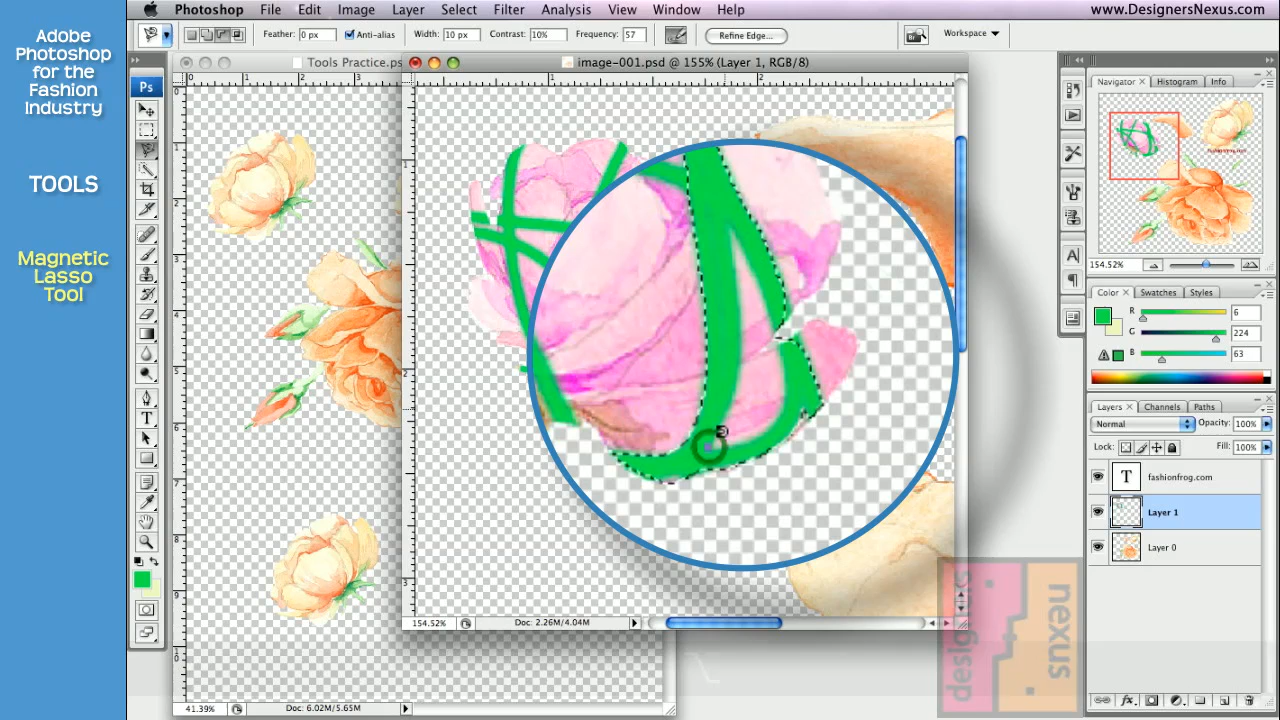 Photoshop File Edit Image Layer Select Filter Analysis View Window Help
www.DesignersNexus.com
Feather: 0 px Anti-alias Width: 10 px Contrast: 10% Frequency: 57 Refine Edge... Workspace
Adobe
Photoshop
for the
Fashion
Industry
TOOLS
Magnetic
Lasso
Tool
Ps
Tools Practice.ps
image-001.psd @ 155% (Layer 1, RGB/8)
Navigator Histogram Info
154.52%
Color Swatches Styles
R 6
G 224
B 63
Layers Channels Paths
Normal Opacity: 100%
Lock: Fill: 100%
T fashionfrog.com
Layer 1
Layer 0
154.52% Doc: 2.26M/4.04M
41.39% Doc: 6.02M/5.65M
designers
nexus